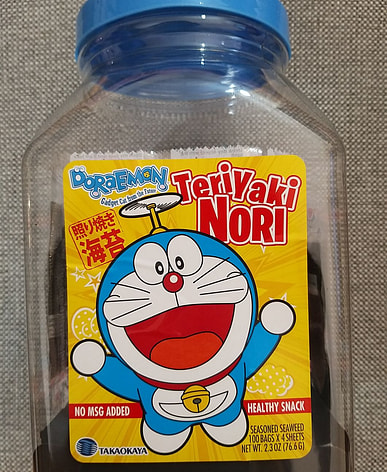 DORAEMON
Gadget Cat from the Future
TeriYaki
NORI
照り焼き
海苔
NO MSG ADDED
HEALTHY SNACK
SEASONED SEAWEED
100 BAGS X 4 SHEETS
NET WT. 2.3 OZ (76.6g)
TAKAOKAYA